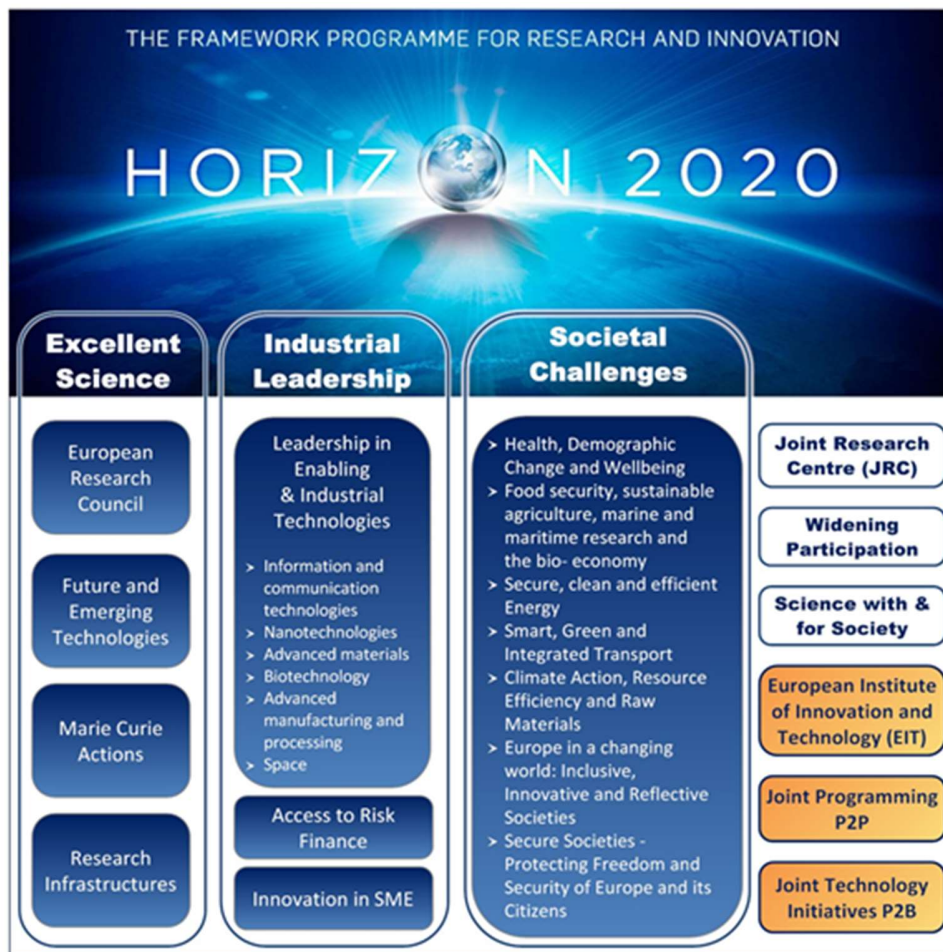 THE FRAMEWORK PROGRAMME FOR RESEARCH AND INNOVATION
HORIZON 2020
Excellent
Science
European
Research
Council
Future and
Emerging
Technologies
Marie Curie
Actions
Research
Infrastructures
Industrial
Leadership
Leadership in
Enabling
& Industrial
Technologies
➢ Information and
communication
technologies
➢ Nanotechnologies
➢ Advanced materials
➢ Biotechnology
➢ Advanced
manufacturing and
processing
➢ Space
Access to Risk
Finance
Innovation in SME
Societal
Challenges
➢ Health, Demographic
Change and Wellbeing
➢ Food security, sustainable
agriculture, marine and
maritime research and
the bio- economy
➢ Secure, clean and efficient
Energy
➢ Smart, Green and
Integrated Transport
➢ Climate Action, Resource
Efficiency and Raw
Materials
➢ Europe in a changing
world: Inclusive,
Innovative and Reflective
Societies
➢ Secure Societies -
Protecting Freedom and
Security of Europe and its
Citizens
Joint Research
Centre (JRC)
Widening
Participation
Science with &
for Society
European Institute
of Innovation and
Technology (EIT)
Joint Programming
P2P
Joint Technology
Initiatives P2B